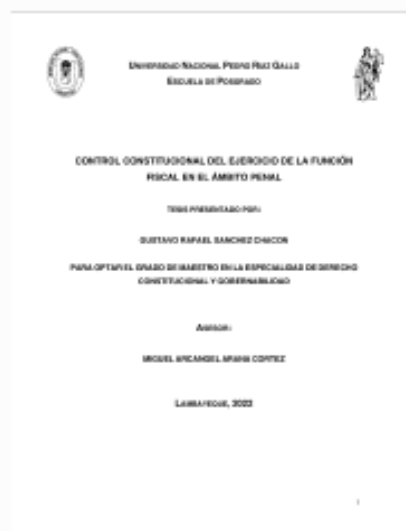 UNIVERSIDAD NACIONAL PEDRO RUIZ GALLO
ESCUELA DE POSGRADO
CONTROL CONSTITUCIONAL DEL EJERCICIO DE LA FUNCIÓN
FISCAL EN EL ÁMBITO PENAL
TESIS PRESENTADO POR:
GUSTAVO RAFAEL SANCHEZ CHACON
PARA OPTAR EL GRADO DE MAESTRO EN LA ESPECIALIDAD DE DERECHO
CONSTITUCIONAL Y GOBERNABILIDAD
ASESOR:
MIGUEL ARCANGEL ARANA CORTEZ
LAMBAYEQUE, 2022